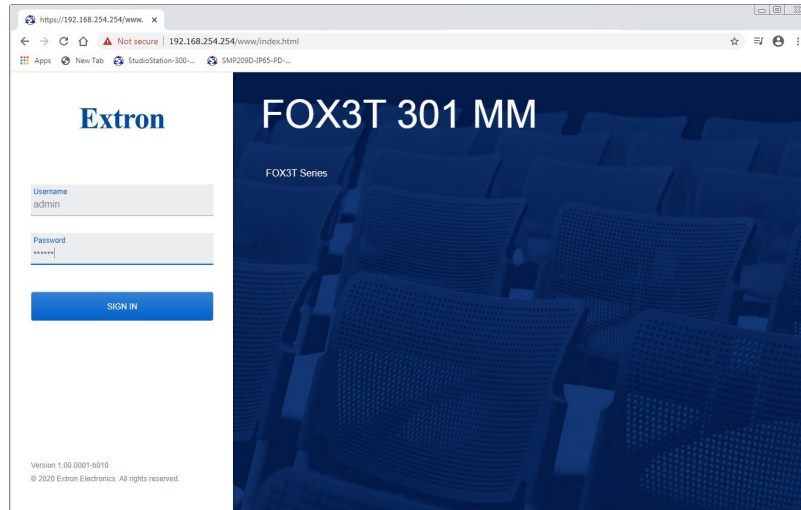 https://192.168.254.254/www.
Not secure | 192.168.254.254/www/index.html
Apps New Tab StudioStation-300-... SMP209D-IP65-PD-...
Extron
FOX3T 301 MM
FOX3T Series
Username
admin
Password
••••••
SIGN IN
Version 1.00.0001-b010
© 2020 Extron Electronics. All rights reserved.